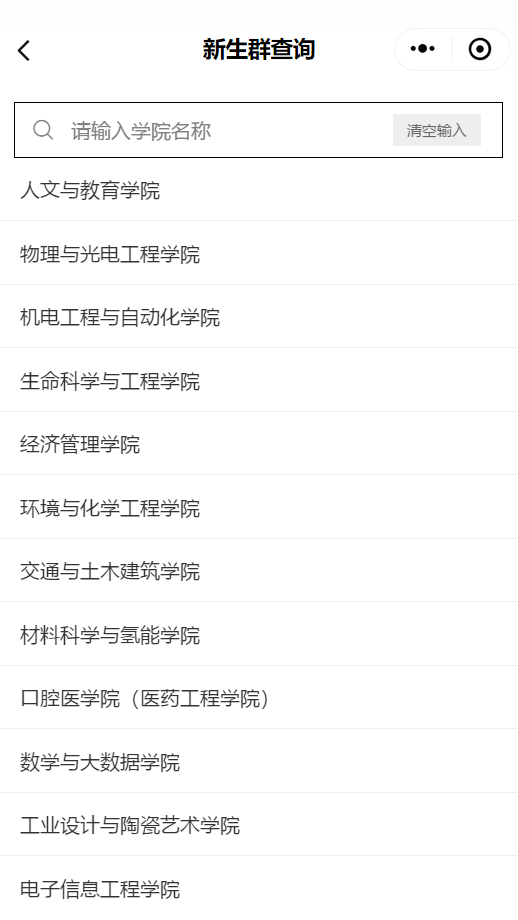 新生群查询
请输入学院名称
清空输入
人文与教育学院
物理与光电工程学院
机电工程与自动化学院
生命科学与工程学院
经济管理学院
环境与化学工程学院
交通与土木建筑学院
材料科学与氢能学院
口腔医学院（医药工程学院）
数学与大数据学院
工业设计与陶瓷艺术学院
电子信息工程学院